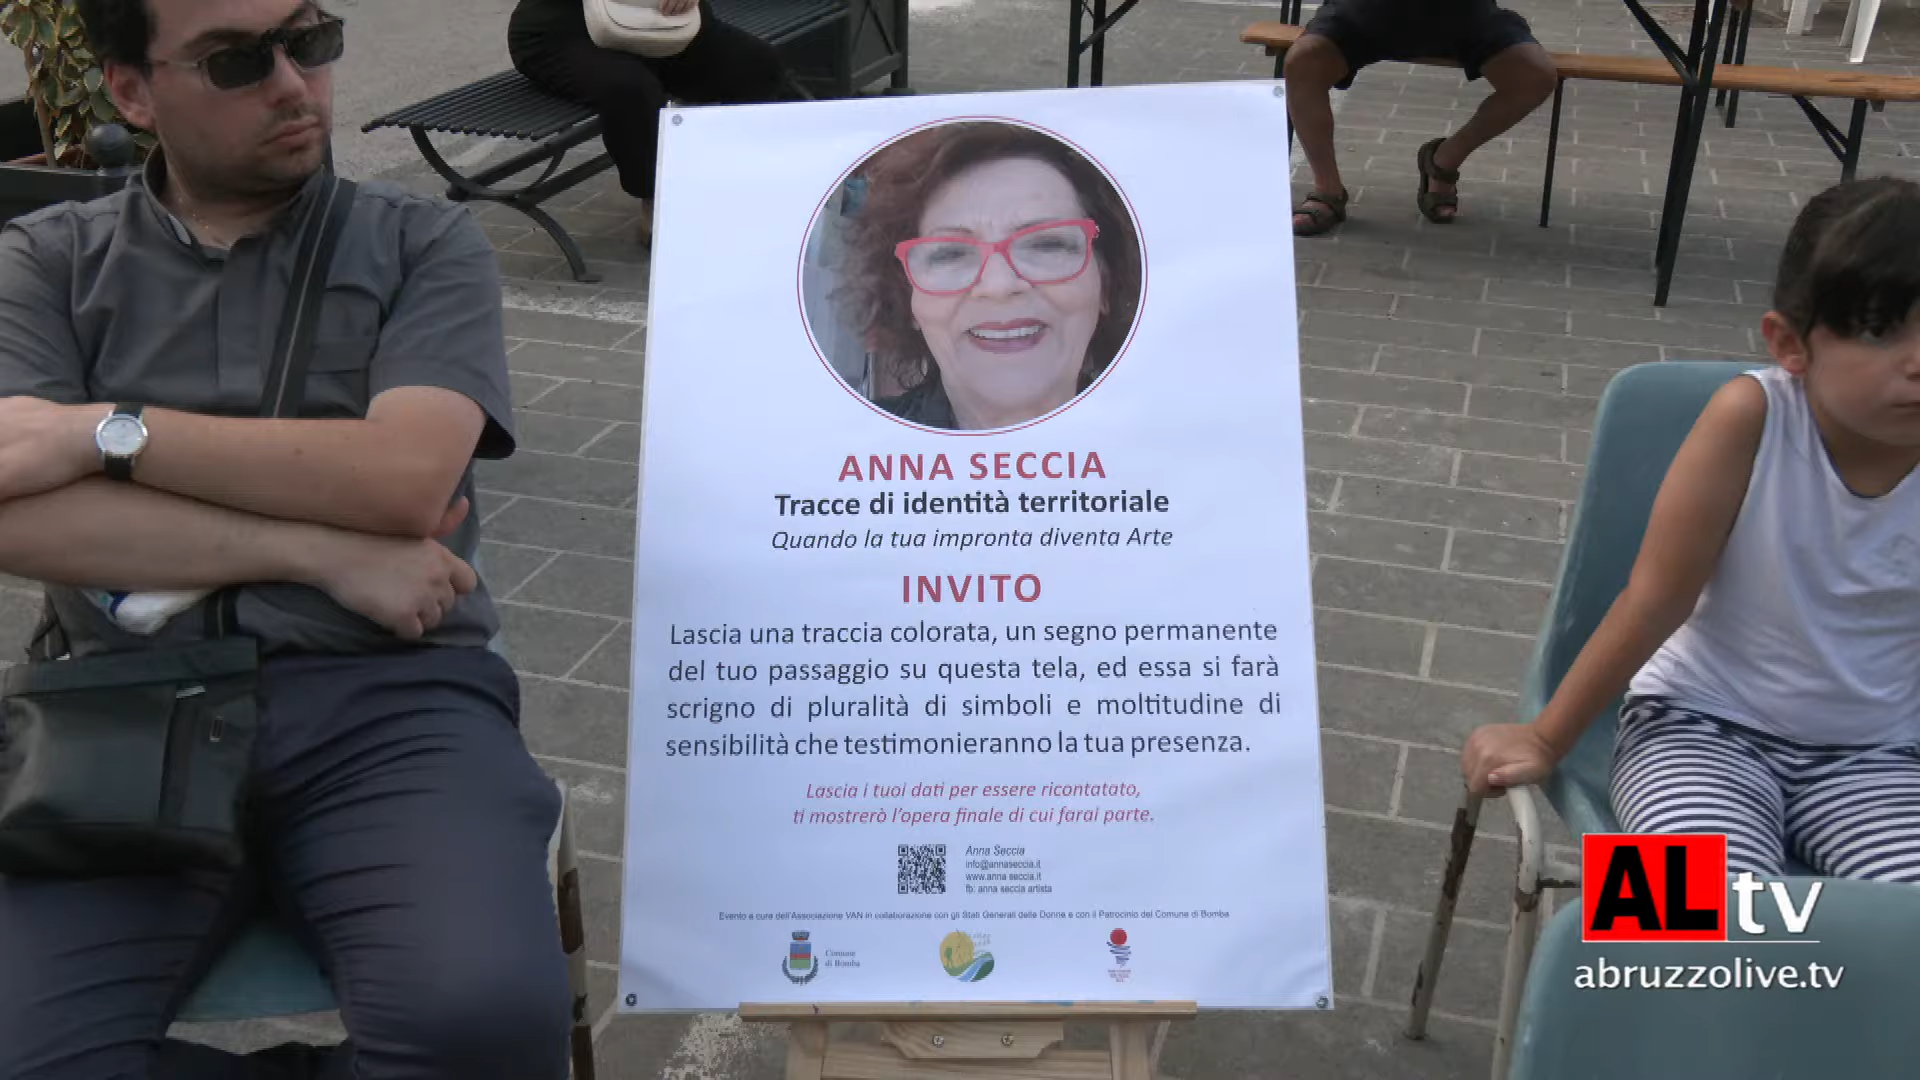 ANNA SECCIA
Tracce di identità territoriale
Quando la tua impronta diventa Arte
INVITO
Lascia una traccia colorata, un segno permanente
del tuo passaggio su questa tela, ed essa si farà
scrigno di pluralità di simboli e moltitudine di
sensibilità che testimonieranno la tua presenza.
Lascia i tuoi dati per essere ricontatato,
ti mostrerò l'opera finale di cui farai parte.
Anna Seccia
info@annaseccia.it
www.anna seccia.it
fb: anna seccia artista
Evento a cura dell'Associazione VAN in collaborazione con gli Stati Generali delle Donne e con il Patrocinio del Comune di Bomba
Comune
di Bomba
ALtv
abruzzolive.tv